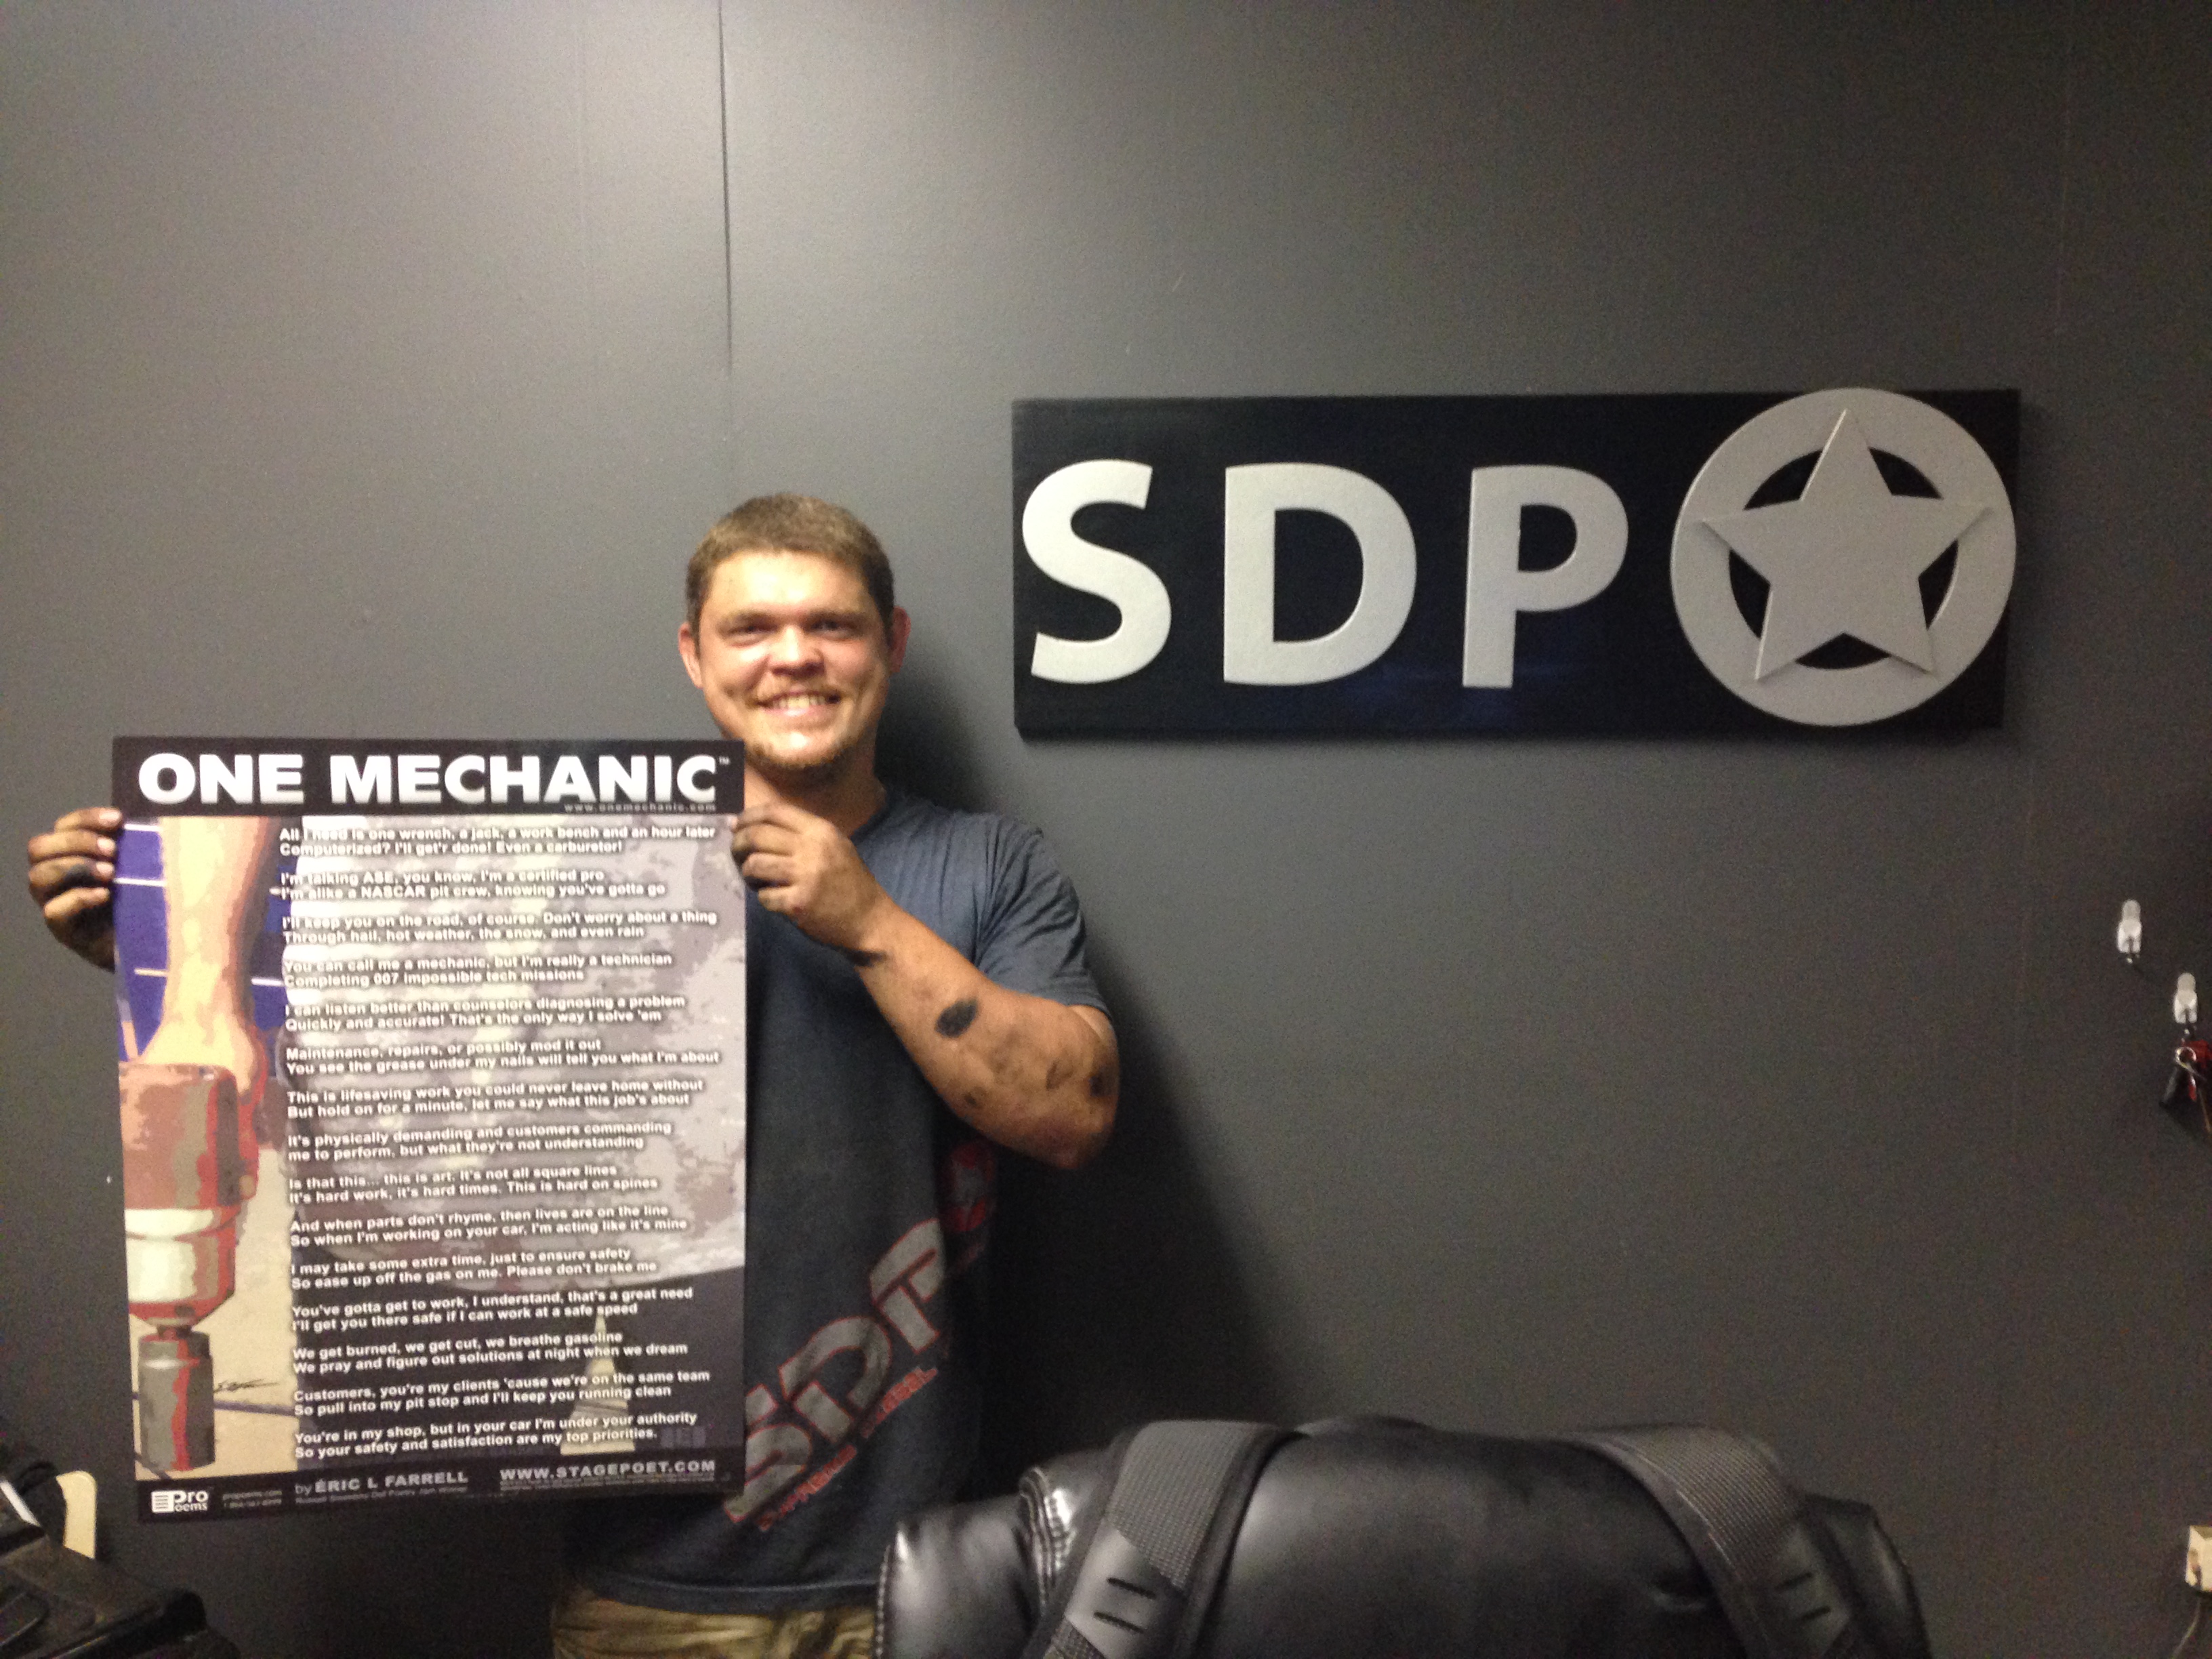 SDP
ONE MECHANIC™
www.onemechanic.com
All I need is one wrench, a jack, a work bench and an hour later
Computerized? I'll get'r done! Even a carburetor!
I'm talking ASE, you know, I'm a certified pro
I'm alike a NASCAR pit crew, knowing you've gotta go
I'll keep you on the road, of course. Don't worry about a thing
Through hail, hot weather, the snow, and even rain
You can call me a mechanic, but I'm really a technician
Completing 007 impossible tech missions
I can listen better than counselors diagnosing a problem
Quickly and accurate! That's the only way I solve 'em
Maintenance, repairs, or possibly mod it out
You see the grease under my nails will tell you what I'm about
This is lifesaving work you could never leave home without
But hold on for a minute, let me say what this job's about
It's physically demanding and customers commanding
me to perform, but what they're not understanding
Is that this... this is art. It's not all square lines
It's hard work, it's hard times. This is hard on spines
And when parts don't rhyme, then lives are on the line
So when I'm working on your car, I'm acting like it's mine
I may take some extra time, just to ensure safety
So ease up off the gas on me. Please don't brake me
You've gotta get to work, I understand, that's a great need
I'll get you there safe if I can work at a safe speed
We get burned, we get cut, we breathe gasoline
We pray and figure out solutions at night when we dream
Customers, you're my clients 'cause we're on the same team
So pull into my pit stop and I'll keep you running clean
You're in my shop, but in your car I'm under your authority
So your safety and satisfaction are my top priorities.
Pro
Poems
propoems.com
by ÉRIC L FARRELL
Russell Simmons' Def Poetry Jam Winner
WWW.STAGEPOET.COM
SDP